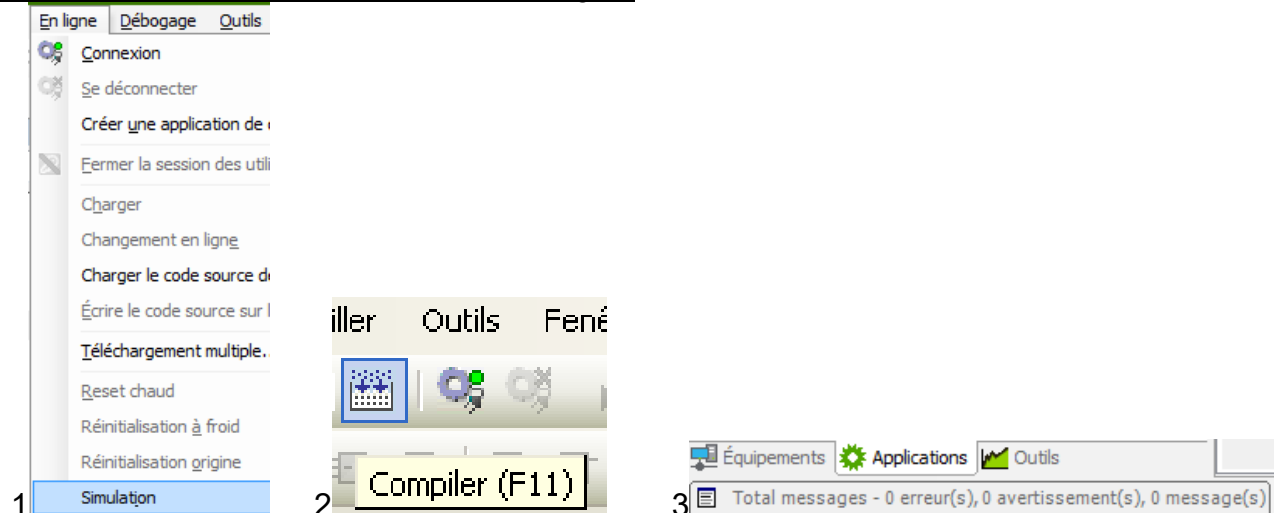 En ligne Débogage Outils
Connexion
Se déconnecter
Créer une application de
Fermer la session des utili
Charger
Changement en ligne
Charger le code source de
Écrire le code source sur l
Téléchargement multiple..
Reset chaud
Réinitialisation à froid
Réinitialisation origine
1 Simulation
iller Outils Fenê
2 Compiler (F11)
Équipements Applications Outils
3 Total messages - 0 erreur(s), 0 avertissement(s), 0 message(s)